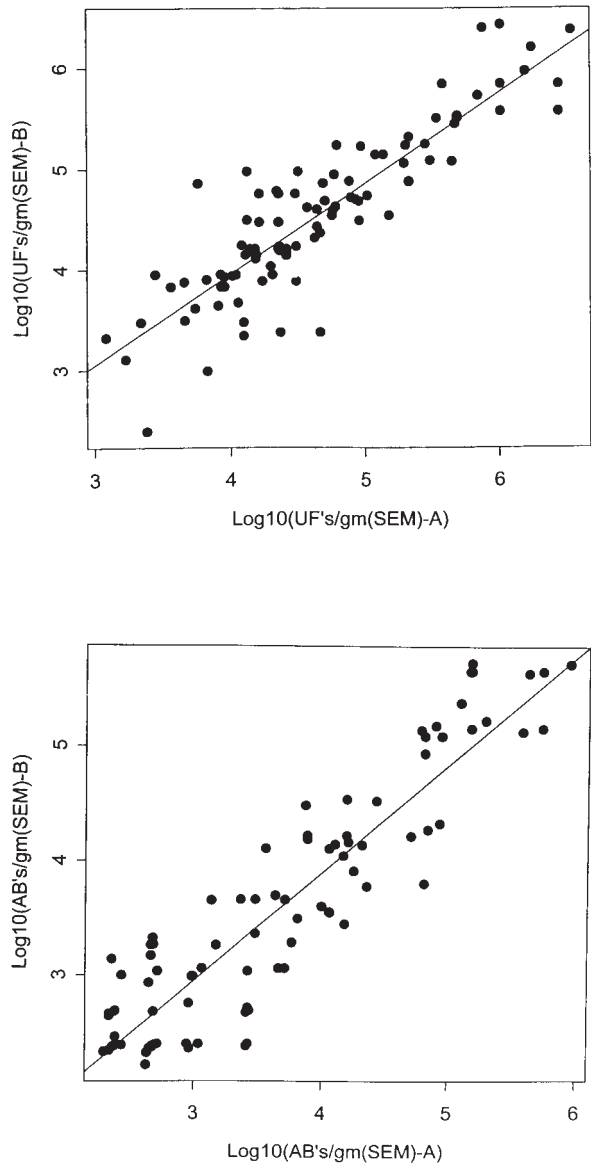 6
5
4
3
Log10(UF's/gm(SEM)-B)
3 4 5 6
Log10(UF's/gm(SEM)-A)
5
4
3
Log10(AB's/gm(SEM)-B)
3 4 5 6
Log10(AB's/gm(SEM)-A)